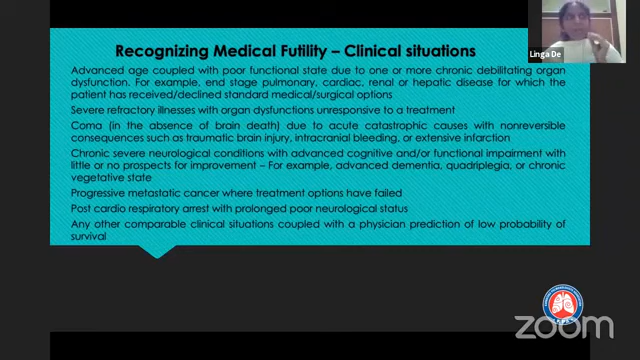 Recognizing Medical Futility – Clinical situations
Linga De
Advanced age coupled with poor functional state due to one or more chronic debilitating organ
dysfunction. For example, end stage pulmonary, cardiac, renal or hepatic disease for which the
patient has received/declined standard medical/surgical options
Severe refractory illnesses with organ dysfunctions unresponsive to a treatment
Coma (in the absence of brain death) due to acute catastrophic causes with nonreversible
consequences such as traumatic brain injury, intracranial bleeding, or extensive infarction
Chronic severe neurological conditions with advanced cognitive and/or functional impairment with
little or no prospects for improvement – For example, advanced dementia, quadriplegia, or chronic
vegetative state
Progressive metastatic cancer where treatment options have failed
Post cardio respiratory arrest with prolonged poor neurological status
Any other comparable clinical situations coupled with a physician prediction of low probability of
survival
zoom